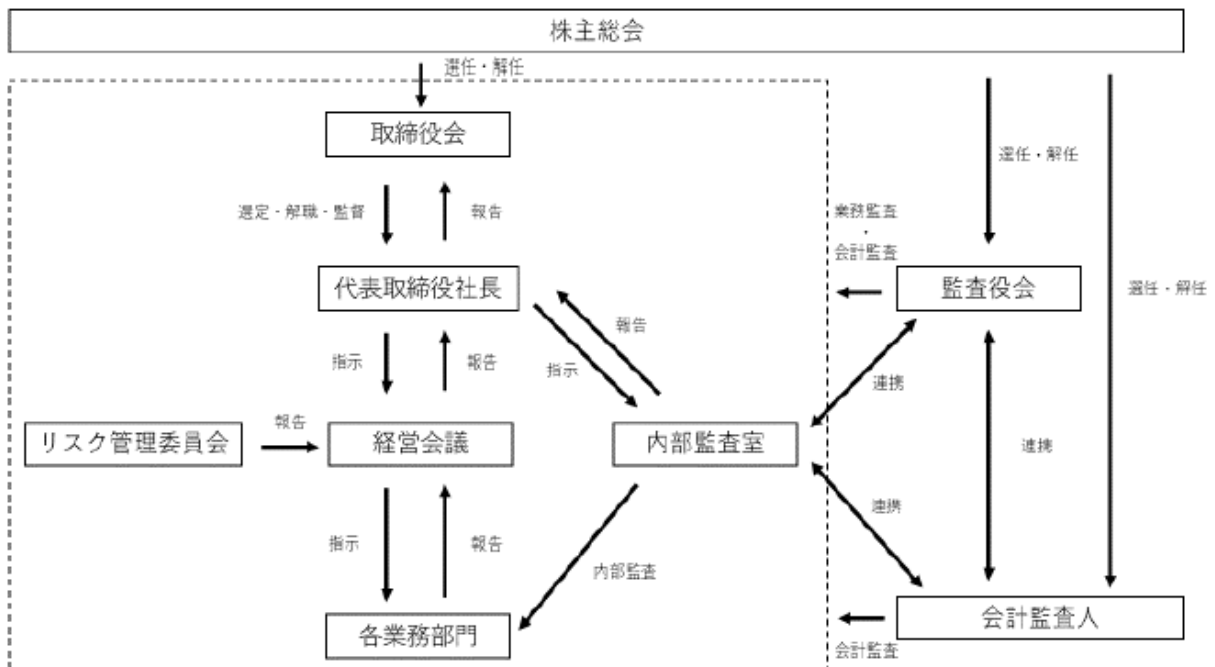 株主総会
選任・解任
取締役会
選任・解任
選定・解職・監督
報告
業務監査
・
会計監査
代表取締役社長
監査役会
選任・解任
報告
指示
報告
指示
連携
報告
リスク管理委員会
経営会議
内部監査室
連携
連携
指示
報告
内部監査
会計監査人
各業務部門
会計監査